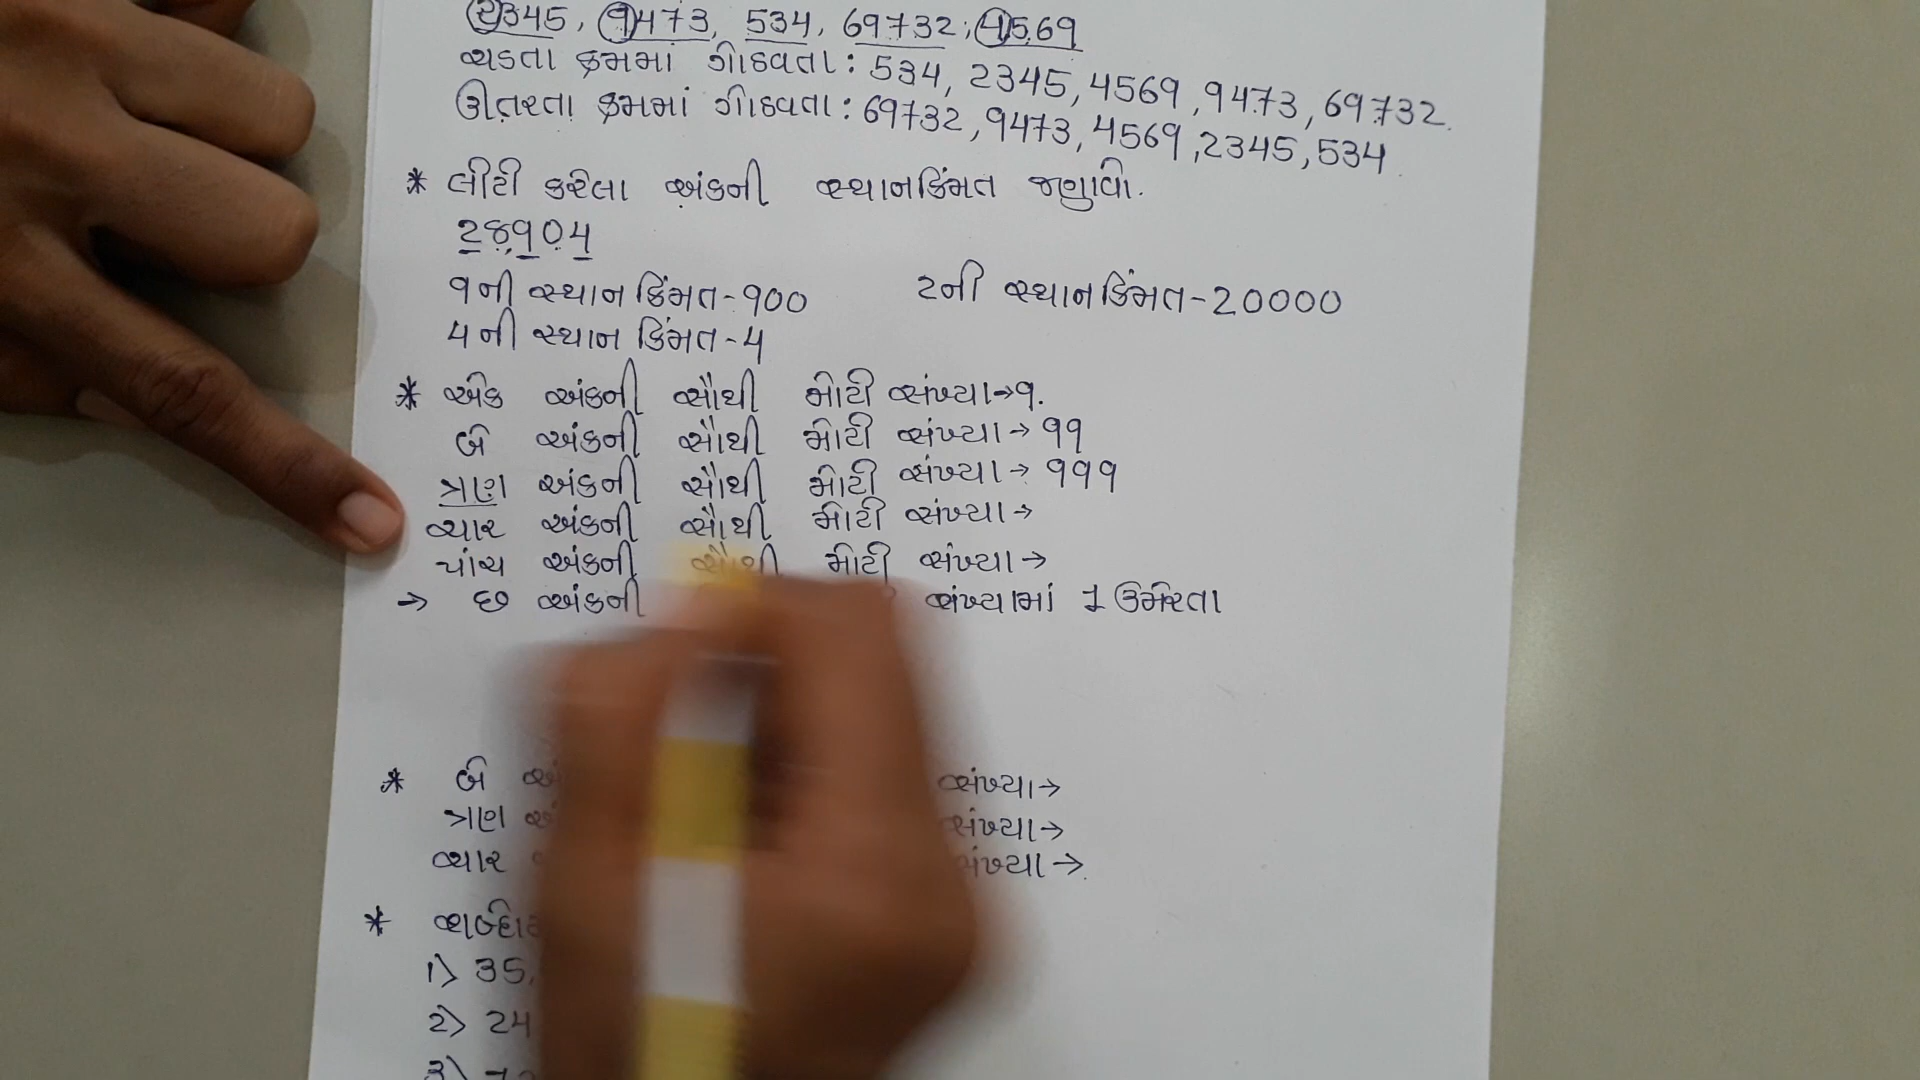 2345, 9473, 534, 69732, 4569
ચડતા ક્રમમાં ગોઠવતા : 534, 2345, 4569, 9473, 69732.
ઊતરતા ક્રમમાં ગોઠવતા : 69732, 9473, 4569, 2345, 534
* લીટી કરેલા અંકની સ્થાનકિંમત જણાવો.
28904
9ની સ્થાન કિંમત-900 2ની સ્થાન કિંમત-20000
4ની સ્થાન કિંમત-4
* એક અંકની સૌથી મોટી સંખ્યા→9.
બે અંકની સૌથી મોટી સંખ્યા→99
ત્રણ અંકની સૌથી મોટી સંખ્યા→999
ચાર અંકની સૌથી મોટી સંખ્યા→
પાંચ અંકની સૌથી મોટી સંખ્યા→
→ છ અંકની સંખ્યામાં 1 ઉમેરતા
* બે સંખ્યા→
ત્રણ સંખ્યા→
ચાર સંખ્યા→
*
1) 35,
2) 24
3)